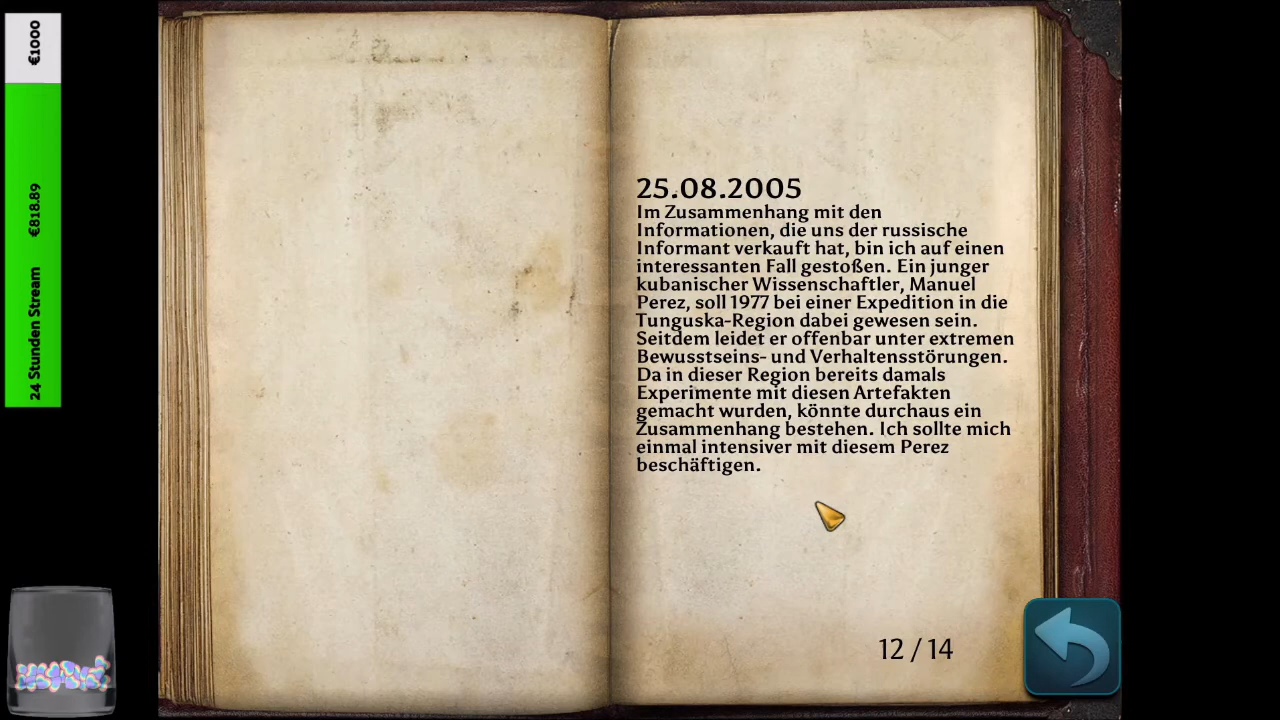 €1000
€818.89
24 Stunden Stream
25.08.2005
Im Zusammenhang mit den
Informationen, die uns der russische
Informant verkauft hat, bin ich auf einen
interessanten Fall gestoßen. Ein junger
kubanischer Wissenschaftler, Manuel
Perez, soll 1977 bei einer Expedition in die
Tunguska-Region dabei gewesen sein.
Seitdem leidet er offenbar unter extremen
Bewusstseins- und Verhaltensstörungen.
Da in dieser Region bereits damals
Experimente mit diesen Artefakten
gemacht wurden, könnte durchaus ein
Zusammenhang bestehen. Ich sollte mich
einmal intensiver mit diesem Perez
beschäftigen.
12 / 14